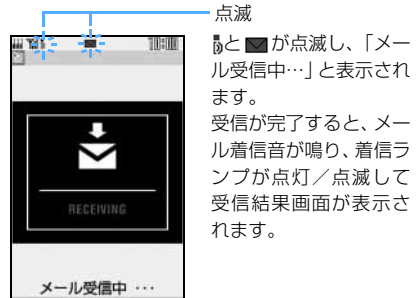 点滅
と が点滅し、「メー
ル受信中…」と表示され
ます。
受信が完了すると、メー
ル着信音が鳴り、着信ラ
ンプが点灯／点滅して
受信結果画面が表示さ
れます。
10:00
RECEIVING
メール受信中 ･･･